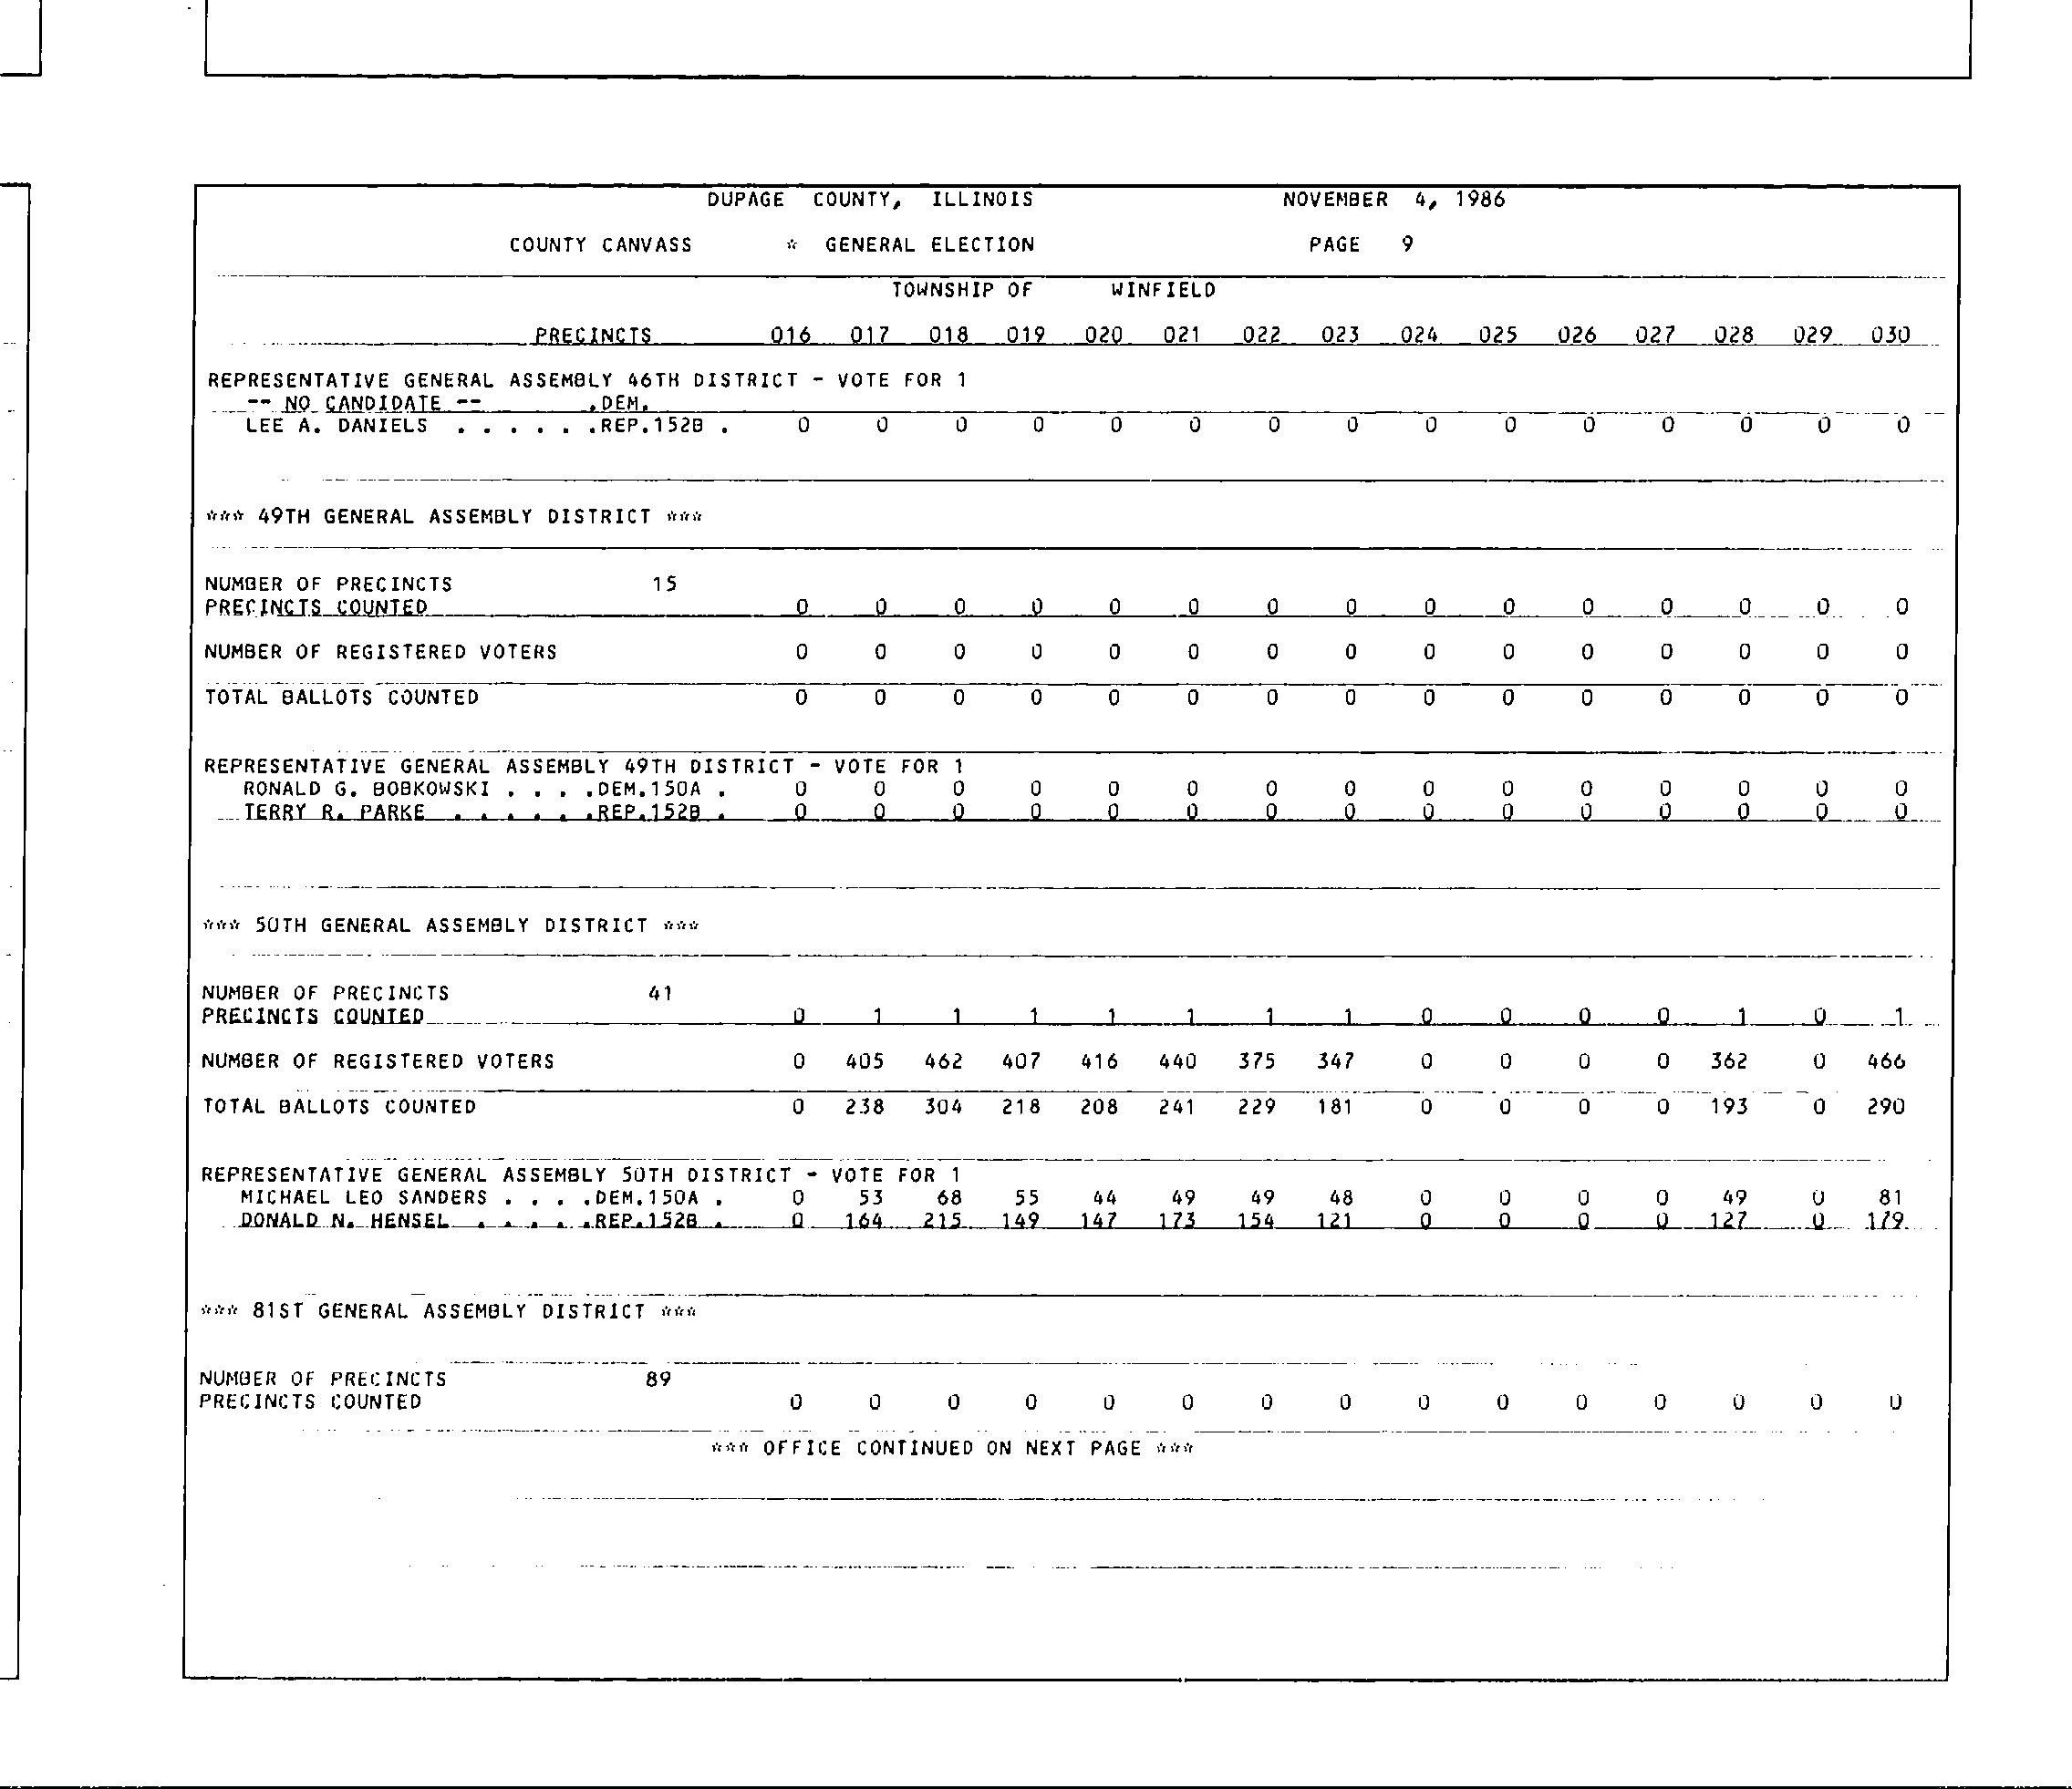 DUPAGE COUNTY, ILLINOIS NOVEMBER 4, 1986
COUNTY CANVASS * GENERAL ELECTION PAGE 9
TOWNSHIP OF WINFIELD
PRECINCTS 016 017 018 019 020 021 022 023 024 025 026 027 028 029 030
REPRESENTATIVE GENERAL ASSEMBLY 46TH DISTRICT - VOTE FOR 1
-- NO CANDIDATE -- .DEM.
LEE A. DANIELS . . . . . .REP.152B . 0 0 0 0 0 0 0 0 0 0 0 0 0 0 0
*** 49TH GENERAL ASSEMBLY DISTRICT ***
NUMBER OF PRECINCTS 15
PRECINCTS COUNTED 0 0 0 0 0 0 0 0 0 0 0 0 0 0 0
NUMBER OF REGISTERED VOTERS 0 0 0 0 0 0 0 0 0 0 0 0 0 0 0
TOTAL BALLOTS COUNTED 0 0 0 0 0 0 0 0 0 0 0 0 0 0 0
REPRESENTATIVE GENERAL ASSEMBLY 49TH DISTRICT - VOTE FOR 1
RONALD G. BOBKOWSKI . . . .DEM.150A . 0 0 0 0 0 0 0 0 0 0 0 0 0 0 0
TERRY R. PARKE . . . . . .REP.152B . 0 0 0 0 0 0 0 0 0 0 0 0 0 0 0
*** 50TH GENERAL ASSEMBLY DISTRICT ***
NUMBER OF PRECINCTS 41
PRECINCTS COUNTED 0 1 1 1 1 1 1 1 0 0 0 0 1 0 1
NUMBER OF REGISTERED VOTERS 0 405 462 407 416 440 375 347 0 0 0 0 362 0 466
TOTAL BALLOTS COUNTED 0 238 304 218 208 241 229 181 0 0 0 0 193 0 290
REPRESENTATIVE GENERAL ASSEMBLY 50TH DISTRICT - VOTE FOR 1
MICHAEL LEO SANDERS . . . .DEM.150A . 0 53 68 55 44 49 49 48 0 0 0 0 49 0 81
DONALD N. HENSEL . . . . .REP.152B . 0 164 215 149 147 173 154 121 0 0 0 0 127 0 179
*** 81ST GENERAL ASSEMBLY DISTRICT ***
NUMBER OF PRECINCTS 89
PRECINCTS COUNTED 0 0 0 0 0 0 0 0 0 0 0 0 0 0 0
*** OFFICE CONTINUED ON NEXT PAGE ***